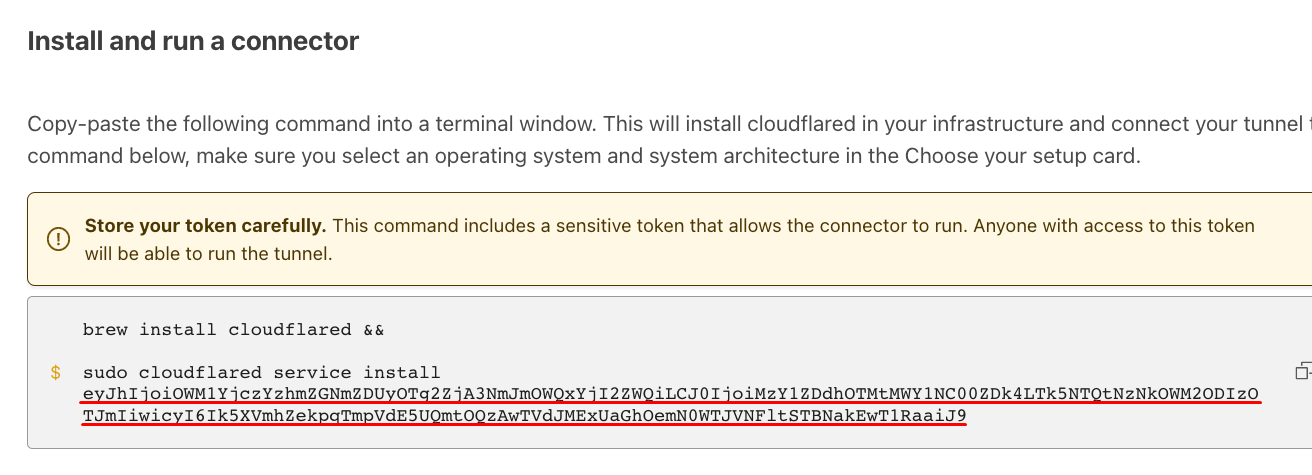 Install and run a connector
Copy-paste the following command into a terminal window. This will install cloudflared in your infrastructure and connect your tunnel
command below, make sure you select an operating system and system architecture in the Choose your setup card.
Store your token carefully. This command includes a sensitive token that allows the connector to run. Anyone with access to this token
will be able to run the tunnel.
brew install cloudflared &&
$ sudo cloudflared service install
eyJhIjoiOWM1YjczYzhmZGNmZDUyOTq2ZjA3NmJmOWQxYjI2ZWQiLCJ0IjoiMzY1ZDdhOTMtMWY1NC00ZDk4LTk5NTQtNzNkOWM2ODIzO
TJmIiwicyI6Ik5XVmhZekpqTmpVdE5UQmtOQzAwTVdJMExUaGhOemN0WTJVNFltSTBNakEwT1RaaiJ9